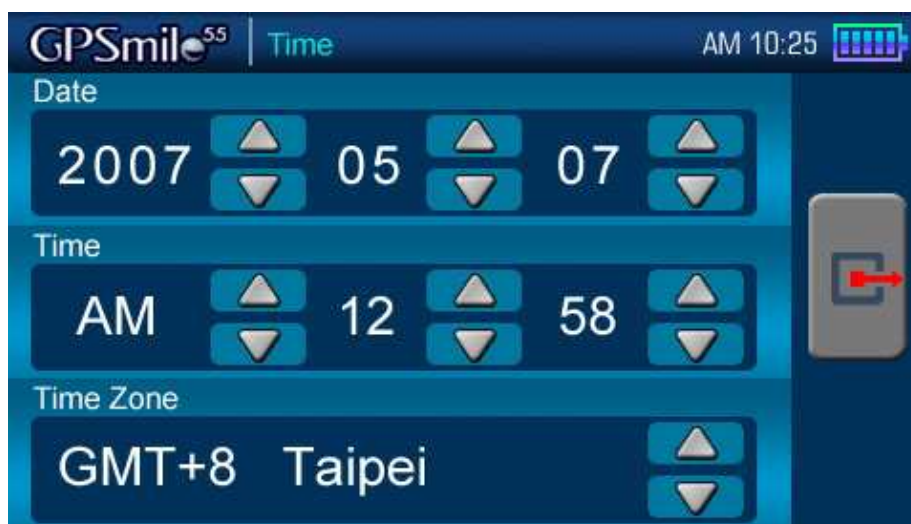 GPSmile55 Time AM 10:25
Date
2007 05 07
Time
AM 12 58
Time Zone
GMT+8 Taipei